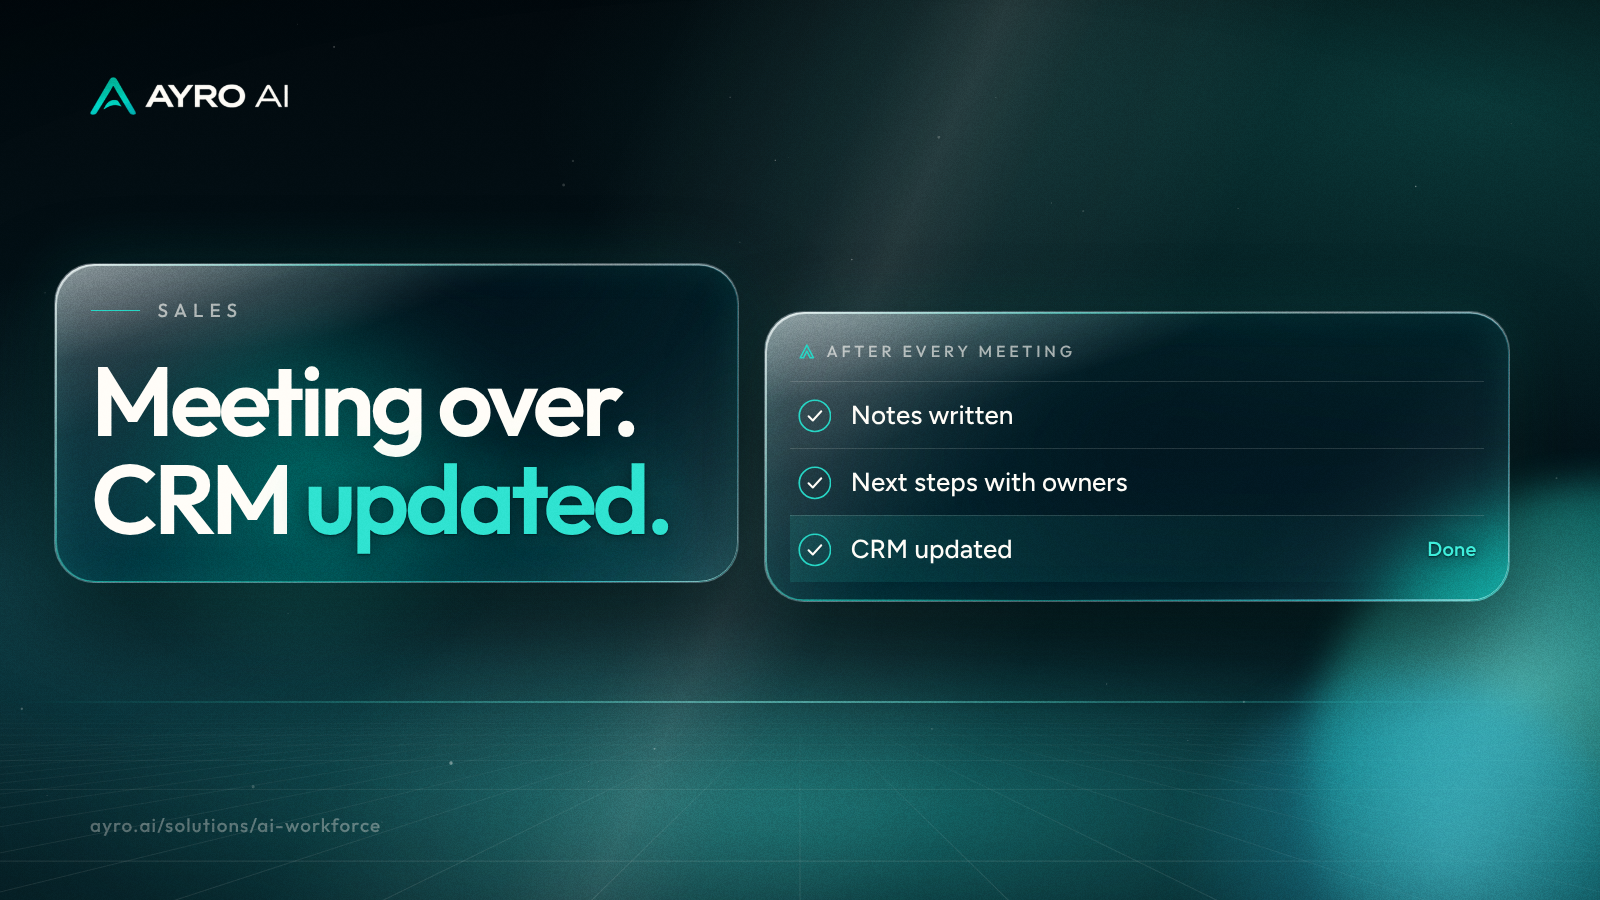 AYRO AI
SALES
Meeting over.
CRM updated.
AFTER EVERY MEETING
Notes written
Next steps with owners
CRM updated
Done
ayro.ai/solutions/ai-workforce